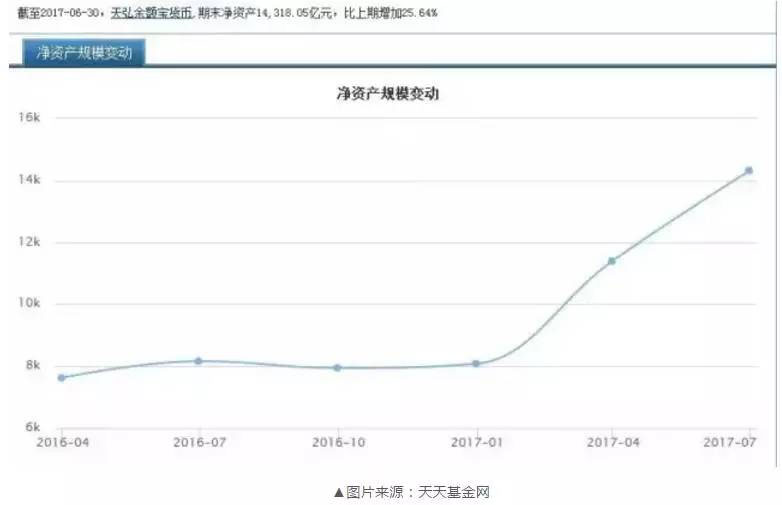 截至2017-06-30，天弘余额宝货币,期末净资产14,318.05亿元，比上期增加25.64%
净资产规模变动
净资产规模变动
16k
14k
12k
10k
8k
6k
2016-04 2016-07 2016-10 2017-01 2017-04 2017-07
▲图片来源：天天基金网